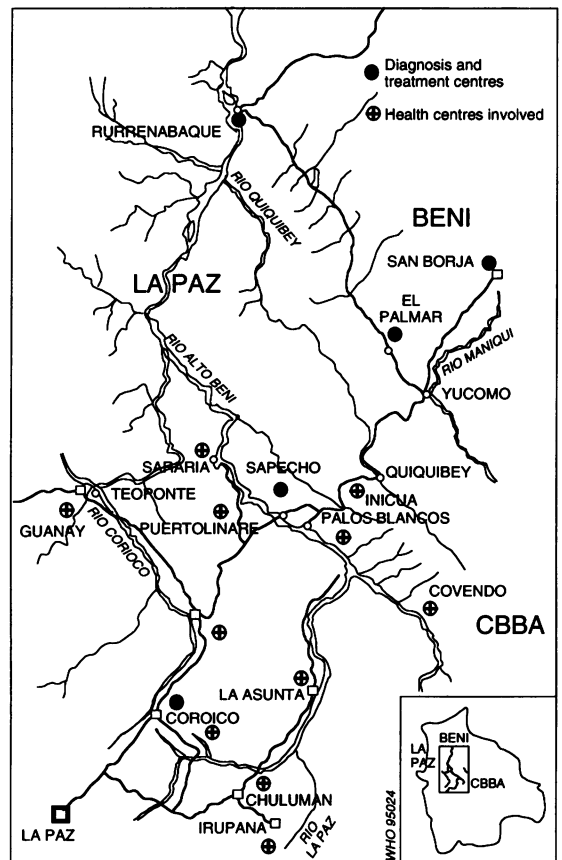 Diagnosis and
treatment centres
Health centres involved
RURRENABAQUE
RIO QUIQUIBEY
BENI
SAN BORJA
LA PAZ
EL
PALMAR
RIO MANIQUI
RIO ALTO BENI
YUCOMO
SARARIA
SAPECHO
QUIQUIBEY
TEOPONTE
INICUA
GUANAY
PUERTOLINARE
PALOS BLANCOS
RIO CORIOCO
COVENDO
CBBA
LA ASUNTA
COROICO
CHULUMAN
IRUPANA
RIO
LA PAZ
LA PAZ
BENI
LA
PAZ
CBBA
WHO 95024